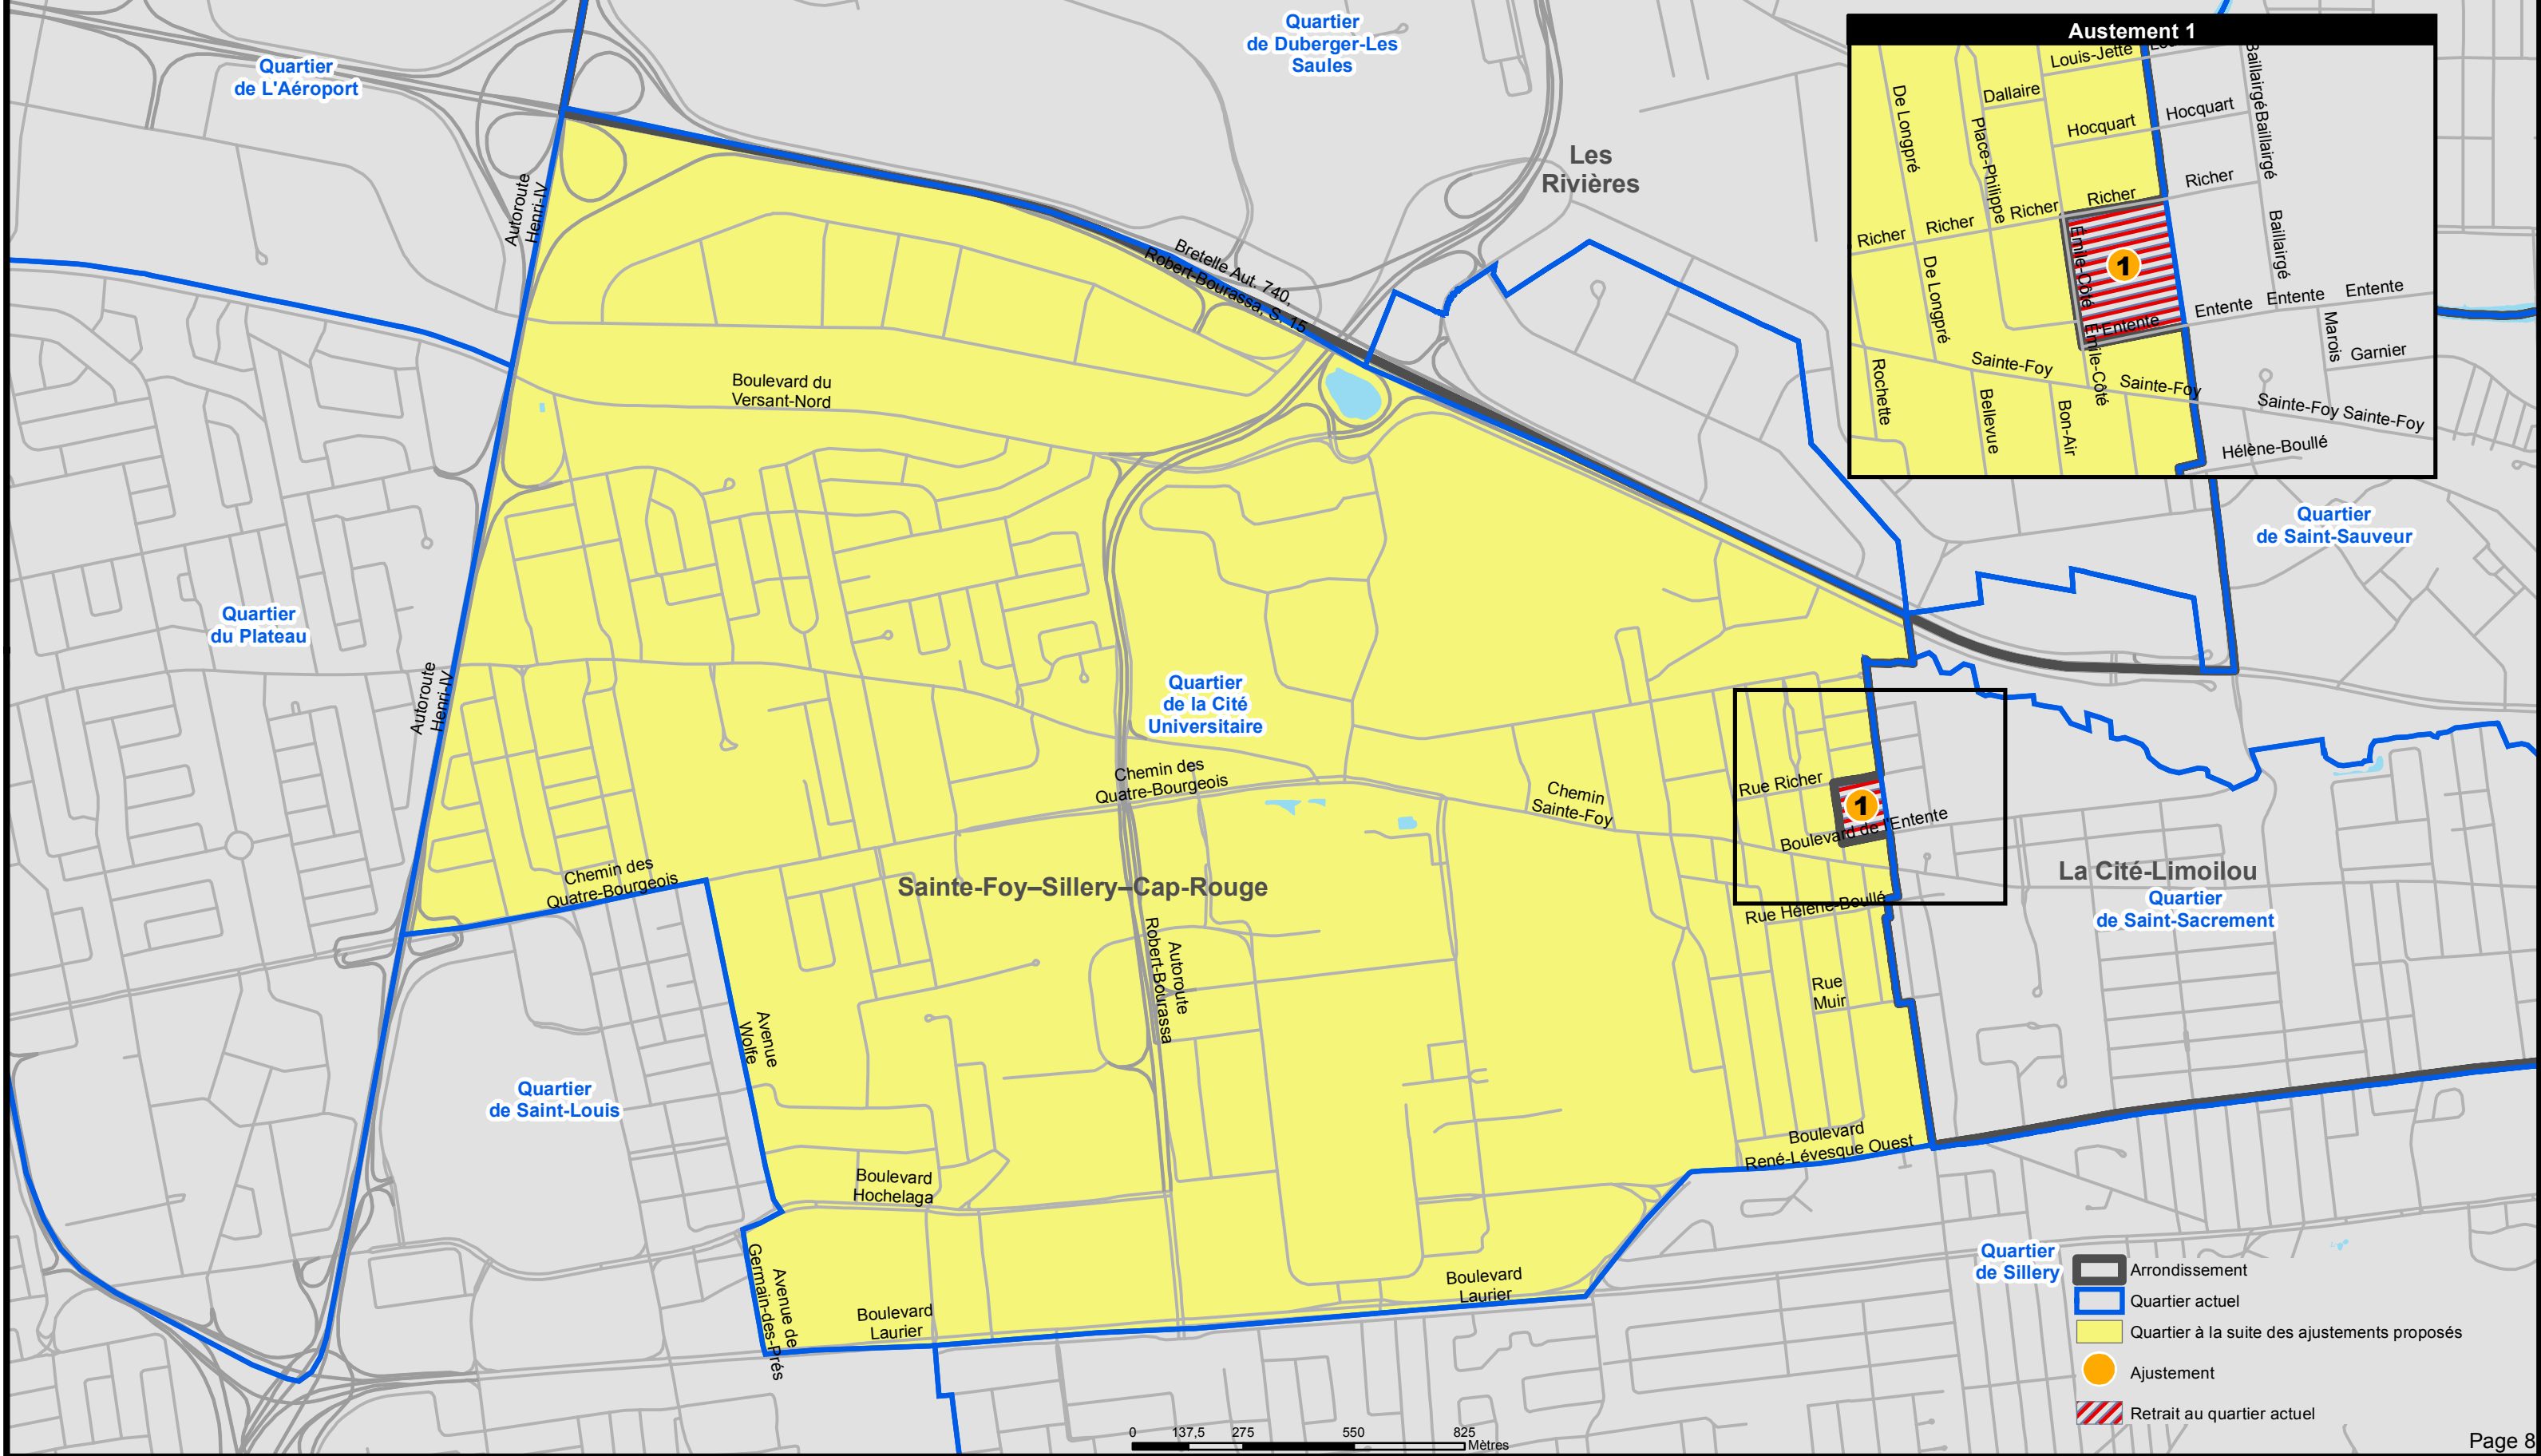 Quartier
de L'Aéroport
Quartier
de Duberger-Les
Saules
Les
Rivières
Autoroute
Henri-IV
Bretelle Aut. 740,
Robert-Bourassa, S, 15
Boulevard du
Versant-Nord
Austement 1
Louis-Jette
Dallaire
De Longpré
Place-Philippe
Hocquart
Hocquart
Baillairgé
Baillairgé
Richer
Richer
Richer
Richer
Richer
Baillairgé
De Longpré
Émile-Côté
1
Entente
Entente
Entente
Entente
Émile-Côté
Marois
Garnier
Rochette
Sainte-Foy
Sainte-Foy
Sainte-Foy
Sainte-Foy
Bellevue
Bon-Air
Hélène-Boullé
Quartier
de Saint-Sauveur
Quartier
du Plateau
Autoroute
Henri-IV
Quartier
de la Cité
Universitaire
Chemin des
Quatre-Bourgeois
Chemin
Sainte-Foy
Rue Richer
1
Boulevard de l'Entente
Chemin des
Quatre-Bourgeois
Sainte-Foy–Sillery–Cap-Rouge
La Cité-Limoilou
Quartier
de Saint-Sacrement
Rue Hélène-Boullé
Autoroute
Robert-Bourassa
Rue
Muir
Avenue
Wolfe
Quartier
de Saint-Louis
Boulevard
René-Lévesque Ouest
Boulevard
Hochelaga
Avenue de
Germain-des-Prés
Boulevard
Laurier
Boulevard
Laurier
Quartier
de Sillery
Arrondissement
Quartier actuel
Quartier à la suite des ajustements proposés
Ajustement
Retrait au quartier actuel
0 137,5 275 550 825
Mètres
Page 8